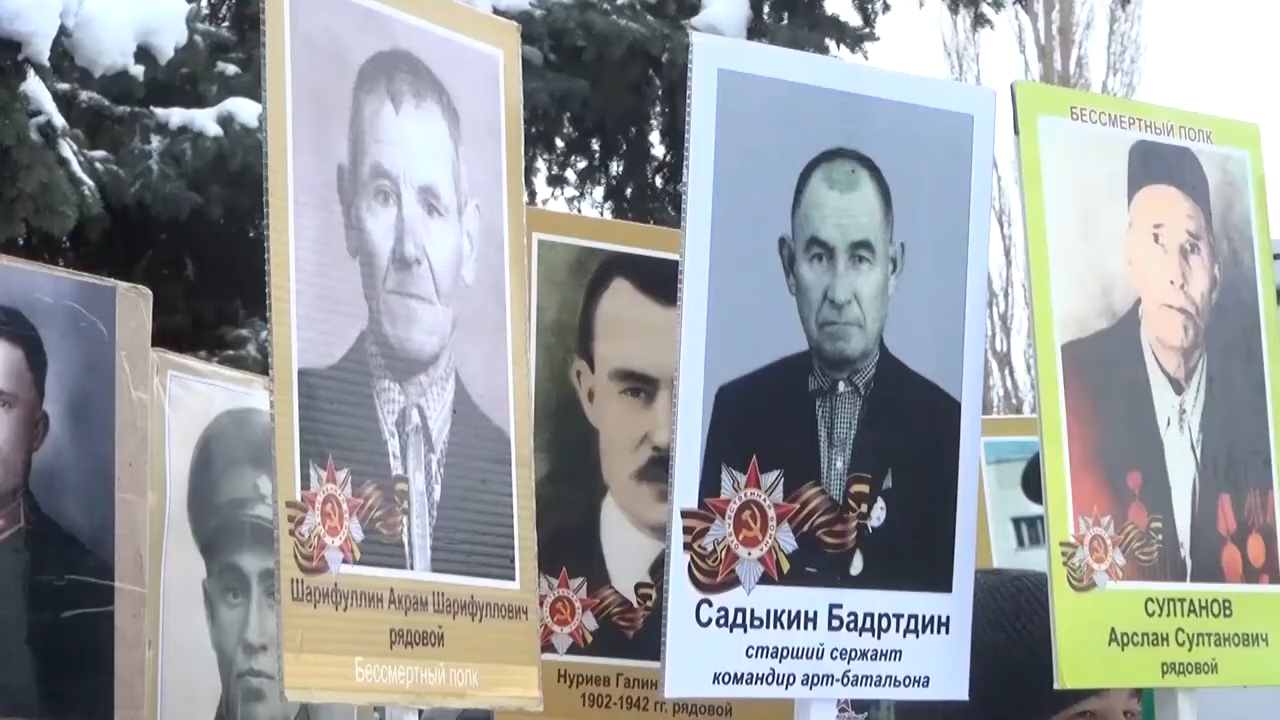 Шарифуллин Акрам Шарифуллович
рядовой
Бессмертный полк
Нуриев Галин
1902-1942 гг. рядовой
Садыкин Бадртдин
старший сержант
командир арт-батальона
БЕССМЕРТНЫЙ ПОЛК
СУЛТАНОВ
Арслан Султанович
рядовой